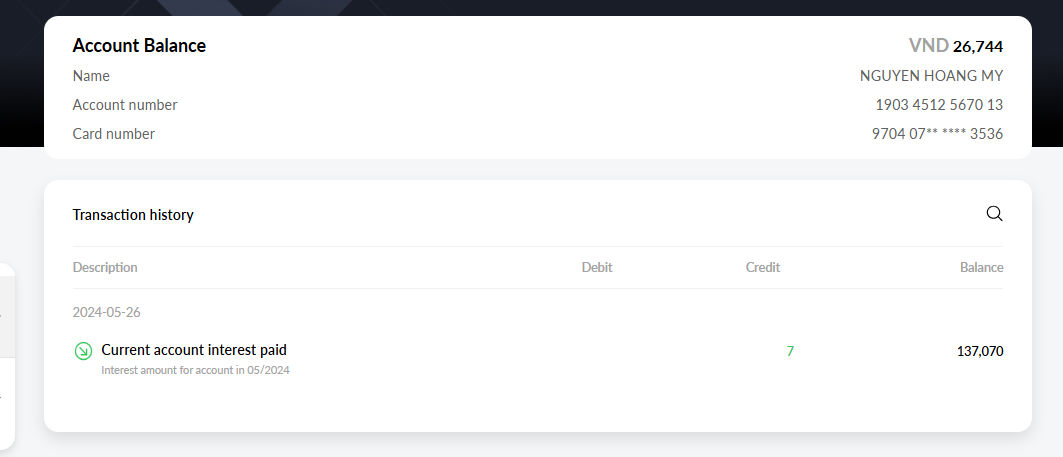 Account Balance VND 26,744
Name NGUYEN HOANG MY
Account number 1903 4512 5670 13
Card number 9704 07** **** 3536
Transaction history
Description Debit Credit Balance
2024-05-26
Current account interest paid 7 137,070
Interest amount for account in 05/2024